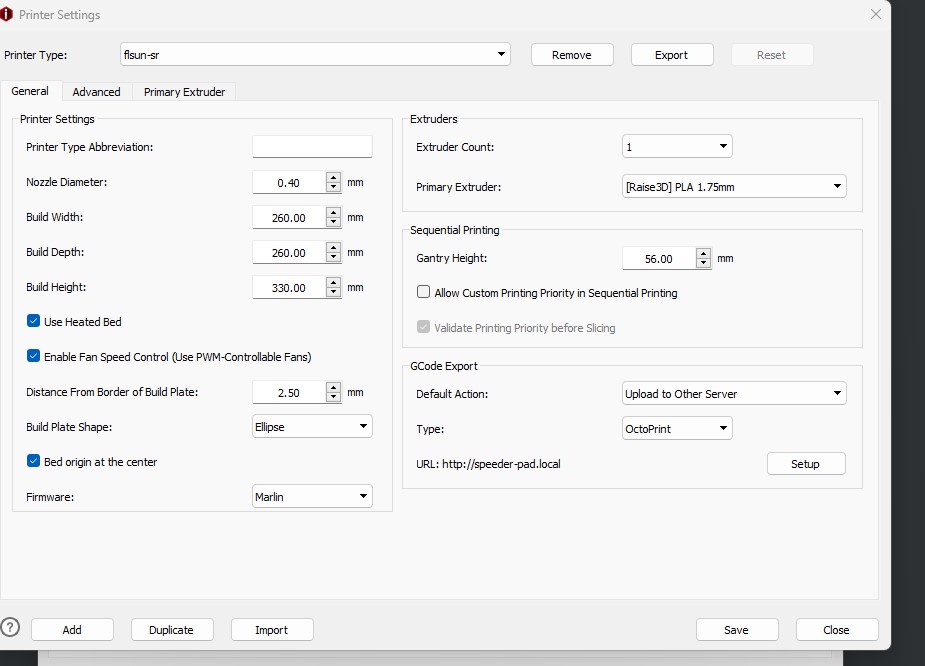 Printer Settings
Printer Type: flsun-sr Remove Export Reset
General Advanced Primary Extruder
Printer Settings
Printer Type Abbreviation:
Nozzle Diameter: 0.40 mm
Build Width: 260.00 mm
Build Depth: 260.00 mm
Build Height: 330.00 mm
Use Heated Bed
Enable Fan Speed Control (Use PWM-Controllable Fans)
Distance From Border of Build Plate: 2.50 mm
Build Plate Shape: Ellipse
Bed origin at the center
Firmware: Marlin
Extruders
Extruder Count: 1
Primary Extruder: [Raise3D] PLA 1.75mm
Sequential Printing
Gantry Height: 56.00 mm
Allow Custom Printing Priority in Sequential Printing
Validate Printing Priority before Slicing
GCode Export
Default Action: Upload to Other Server
Type: OctoPrint
URL: http://speeder-pad.local Setup
? Add Duplicate Import Save Close